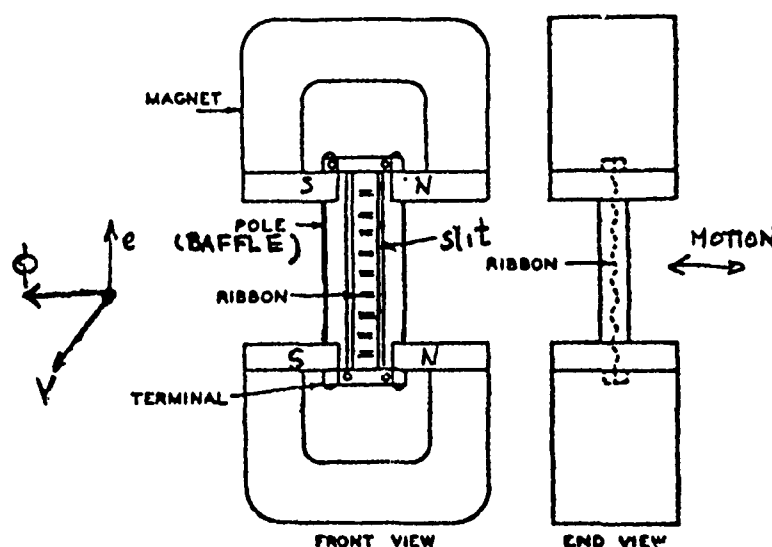 MAGNET
S N
POLE
(BAFFLE)
slit
e
Φ
V
RIBBON
S N
TERMINAL
FRONT VIEW
RIBBON
MOTION
END VIEW